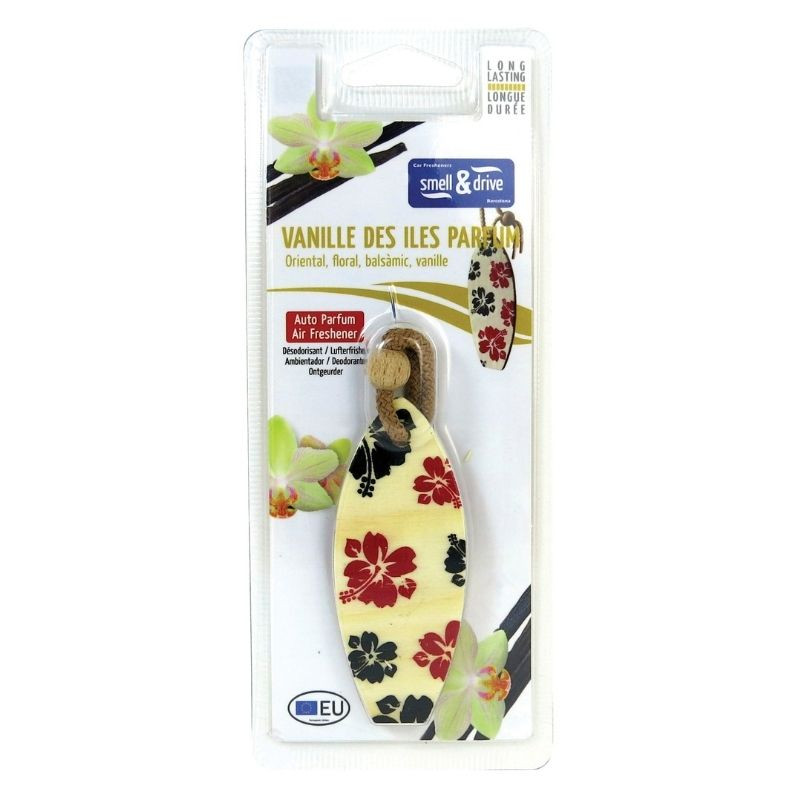 LONG
LASTING
LONGUE
DURÉE
Car Fresheners
smell & drive
Barcelona
VANILLE DES ILES PARFUM
Oriental, floral, balsàmic, vanille
Auto Parfum
Air Freshener
Désodorisant / Lufterfrishe
Ambientador / Deodorante
Ontgeurder
EU